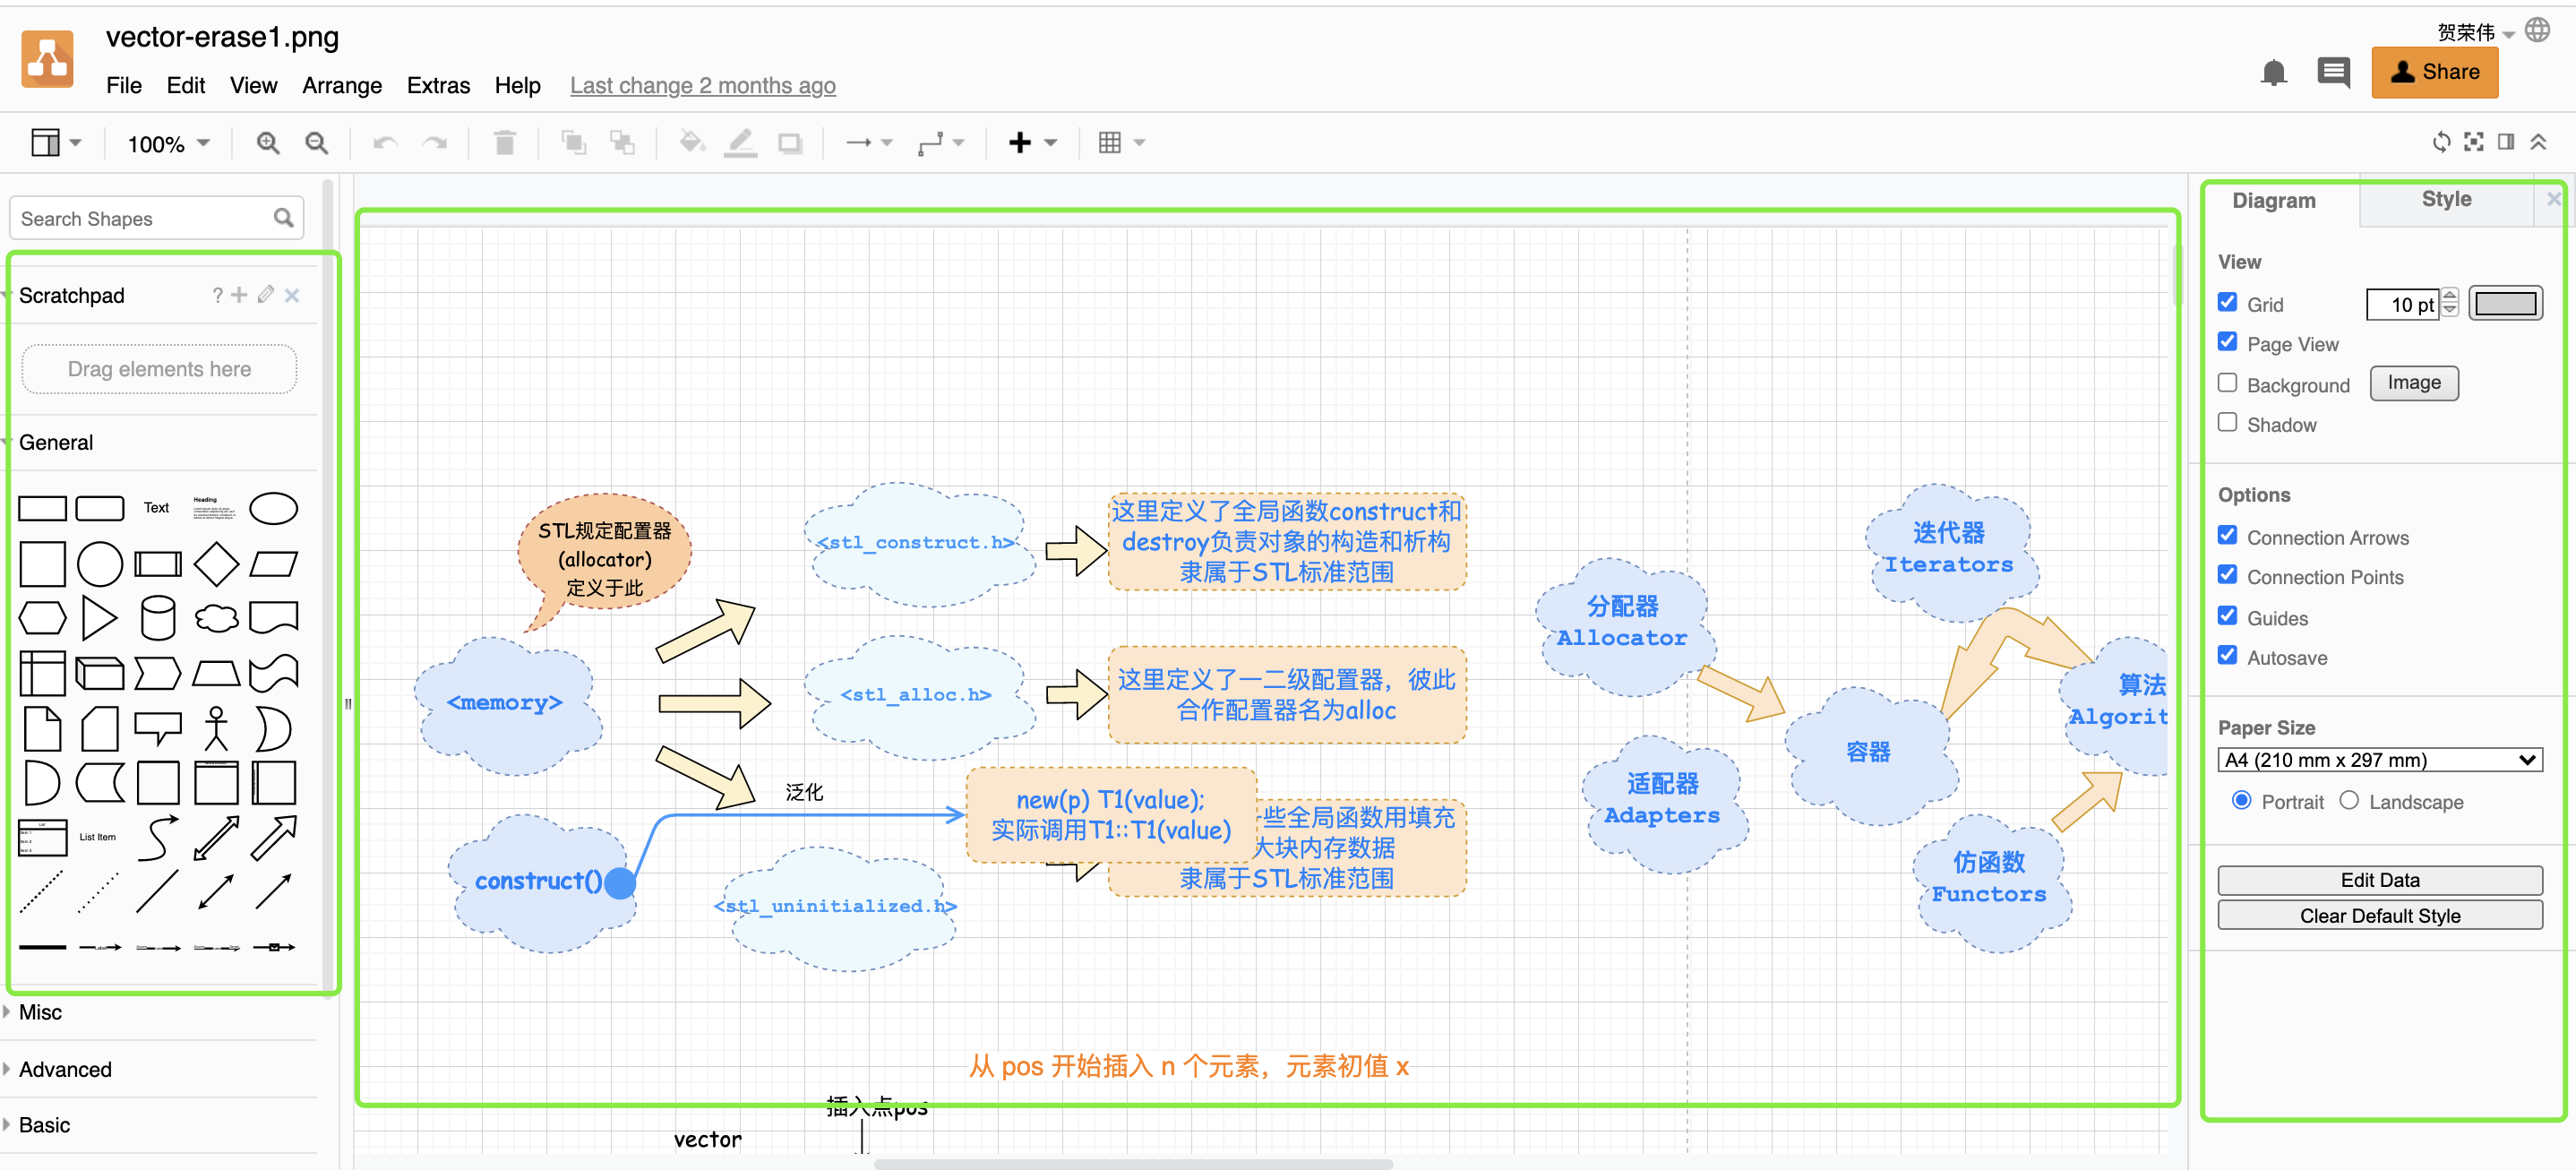 vector-erase1.png
贺荣伟
File Edit View Arrange Extras Help Last change 2 months ago
Share
100%
Search Shapes
Scratchpad
?
Drag elements here
General
Text
Heading
List
Item 1
Item 2
Item 3
List Item
Misc
Advanced
Basic
STL规定配置器
(allocator)
定义于此
<memory>
<stl_construct.h>
这里定义了全局函数construct和
destroy负责对象的构造和析构
隶属于STL标准范围
<stl_alloc.h>
这里定义了一二级配置器，彼此
合作配置器名为alloc
泛化
construct()
new(p) T1(value);
实际调用T1::T1(value)
些全局函数用填充
大块内存数据
隶属于STL标准范围
<stl_uninitialized.h>
分配器
Allocator
迭代器
Iterators
容器
算法
Algorit
适配器
Adapters
仿函数
Functors
从 pos 开始插入 n 个元素，元素初值 x
插入点pos
vector
Diagram Style
View
Grid 10 pt
Page View
Background Image
Shadow
Options
Connection Arrows
Connection Points
Guides
Autosave
Paper Size
A4 (210 mm x 297 mm)
Portrait Landscape
Edit Data
Clear Default Style